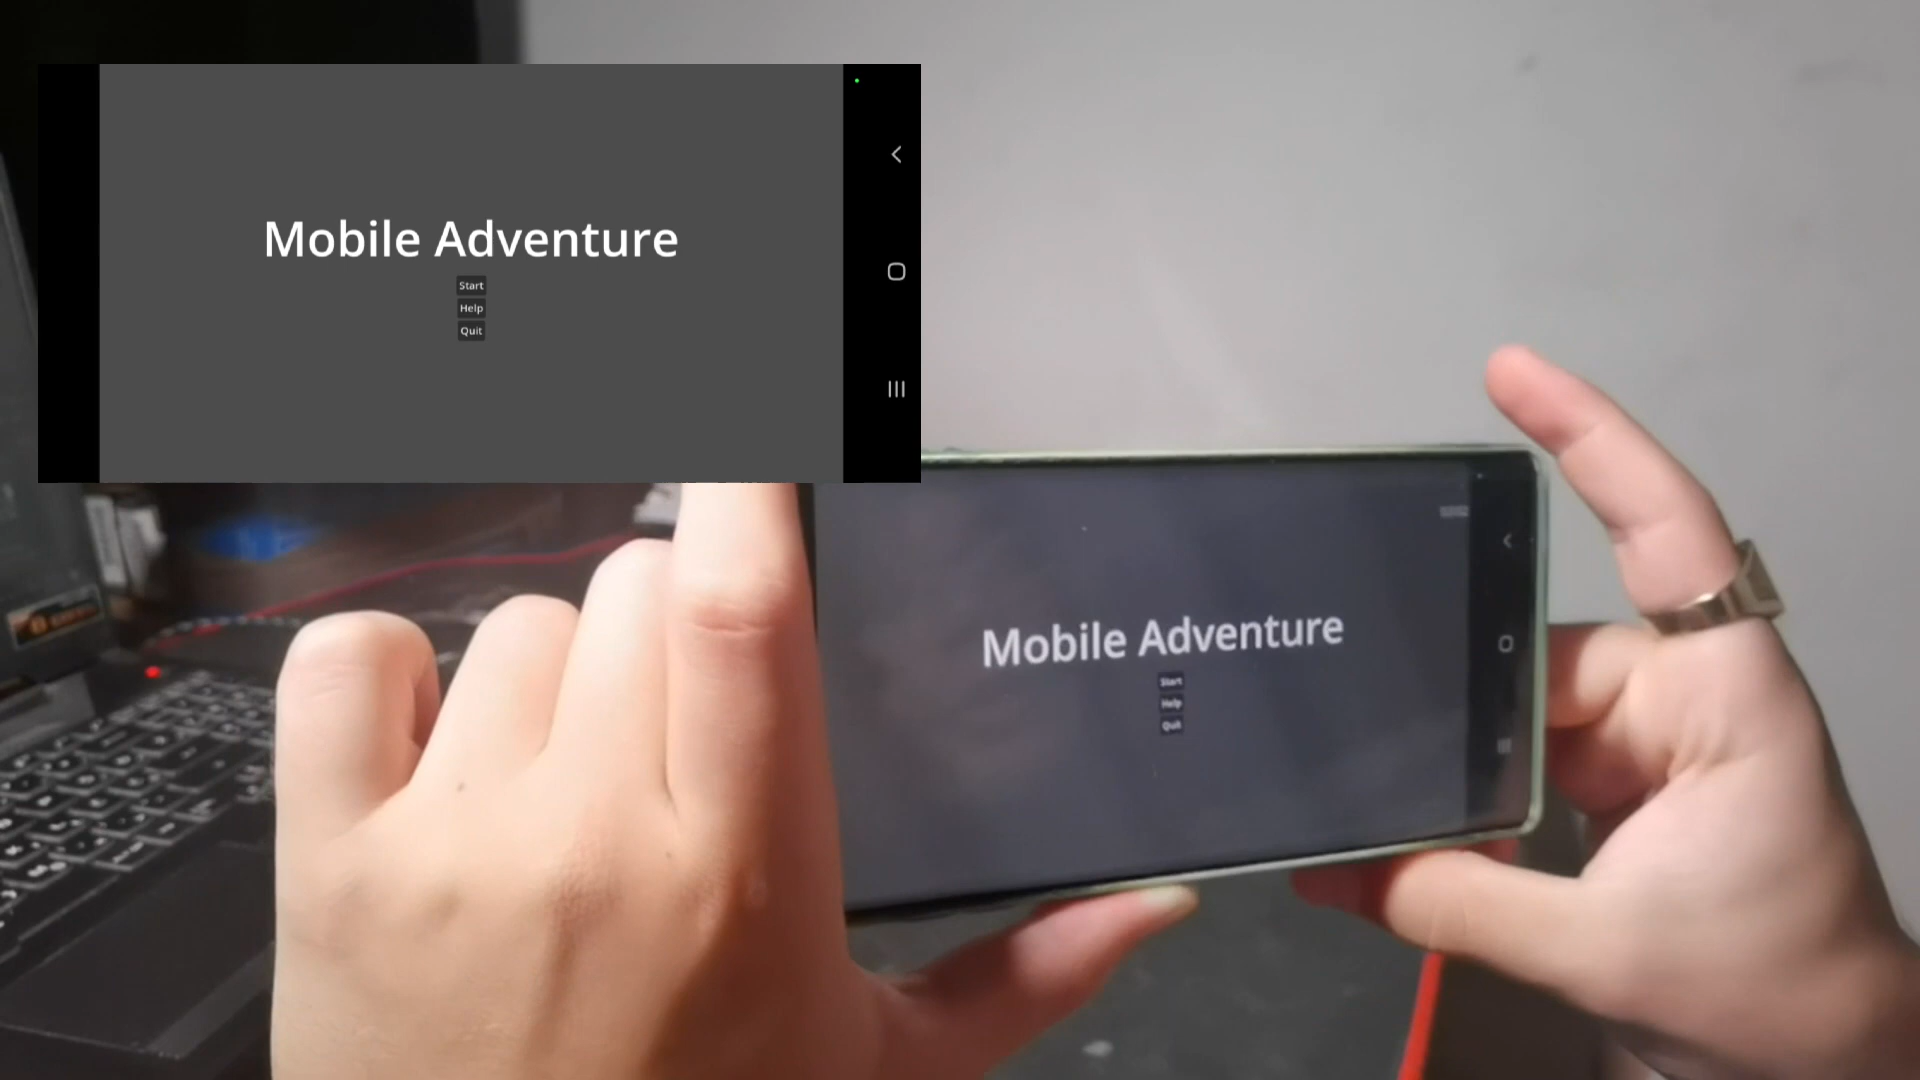 Mobile Adventure
Start
Help
Quit
Mobile Adventure
Start
Help
Quit